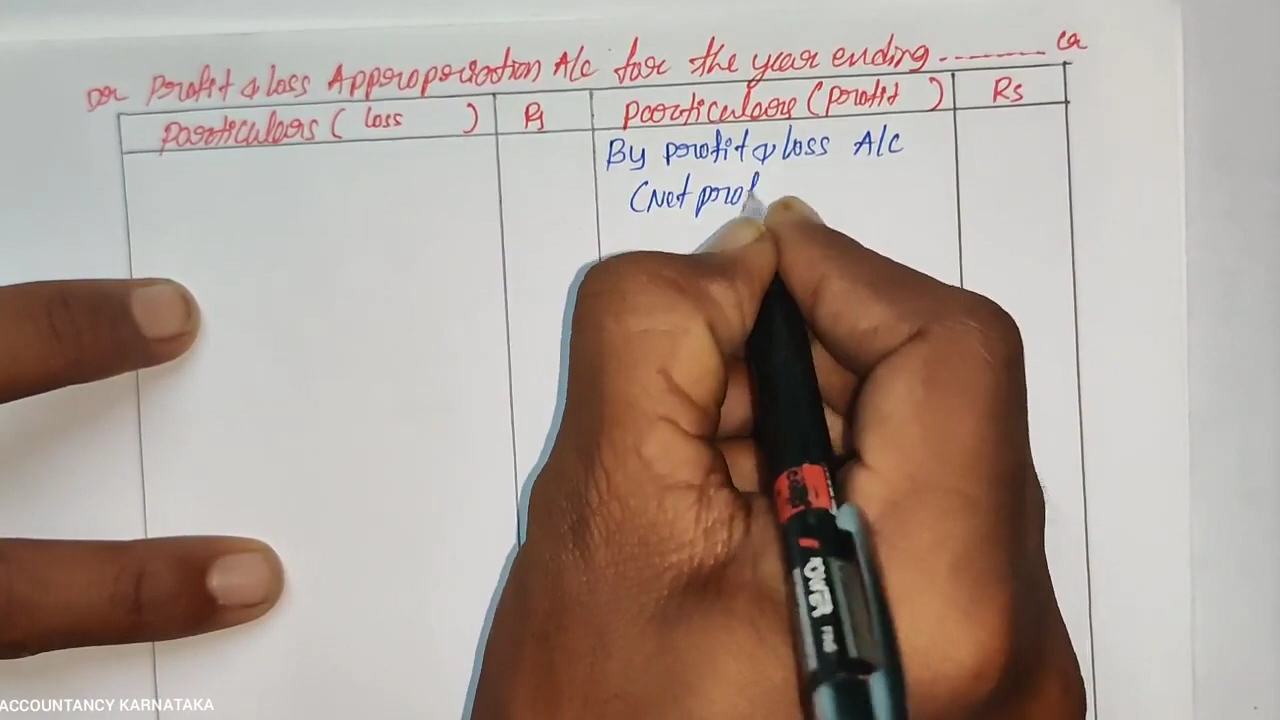 Dr Profit & loss Appropriation A/c for the year ending ........ Cr
Particulars ( loss ) Rs Particulars ( Profit ) Rs
By profit & loss A/C
(Net prof
ACCOUNTANCY KARNATAKA